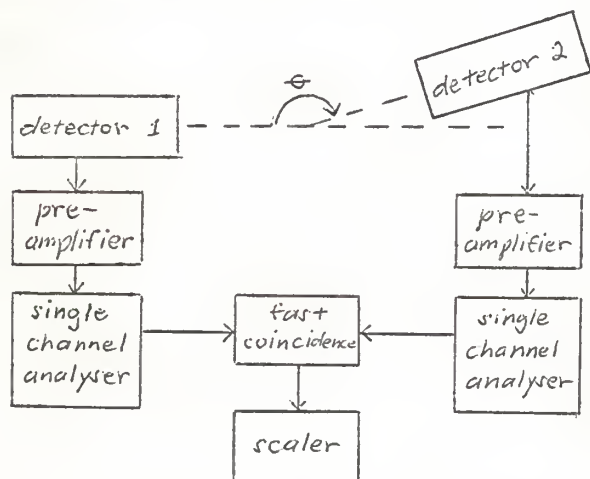 detector 2
θ
detector 1
pre-
amplifier
pre-
amplifier
single
channel
analyser
fast
coincidence
single
channel
analyser
scaler